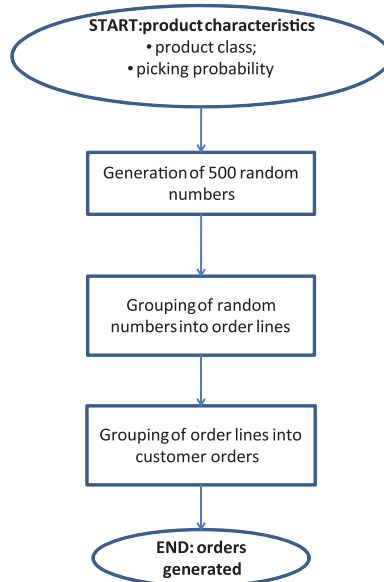 START:product characteristics
• product class;
• picking probability
Generation of 500 random
numbers
Grouping of random
numbers into order lines
Grouping of order lines into
customer orders
END: orders
generated